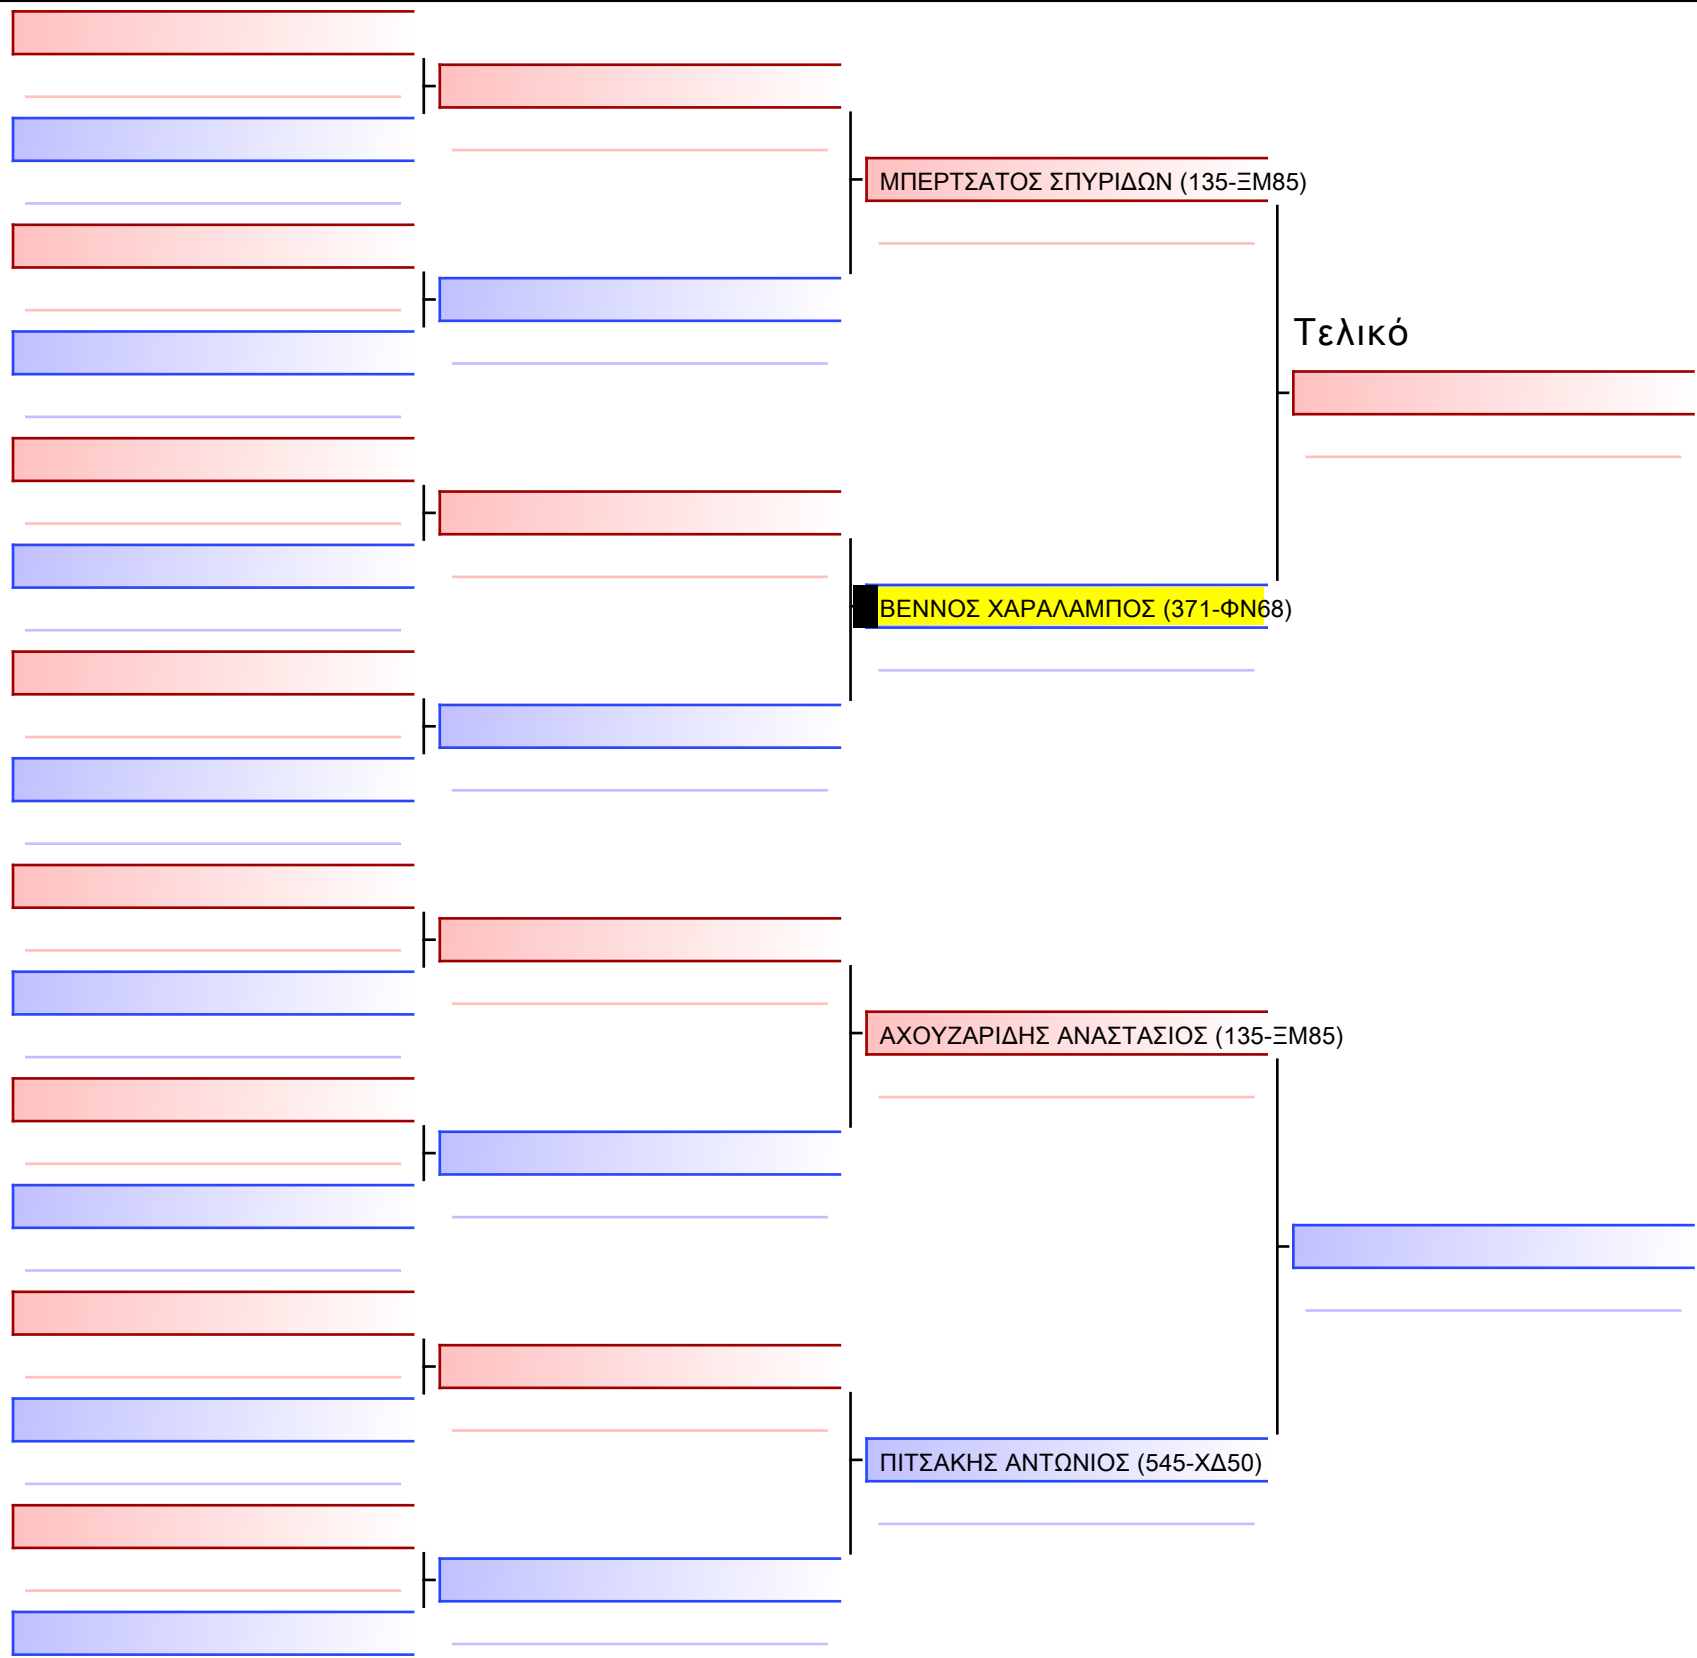 ΜΠΕΡΤΣΑΤΟΣ ΣΠΥΡΙΔΩΝ (135-ΞΜ85)
Τελικό
ΒΕΝΝΟΣ ΧΑΡΑΛΑΜΠΟΣ (371-ΦΝ68)
ΑΧΟΥΖΑΡΙΔΗΣ ΑΝΑΣΤΑΣΙΟΣ (135-ΞΜ85)
ΠΙΤΣΑΚΗΣ ΑΝΤΩΝΙΟΣ (545-ΧΔ50)